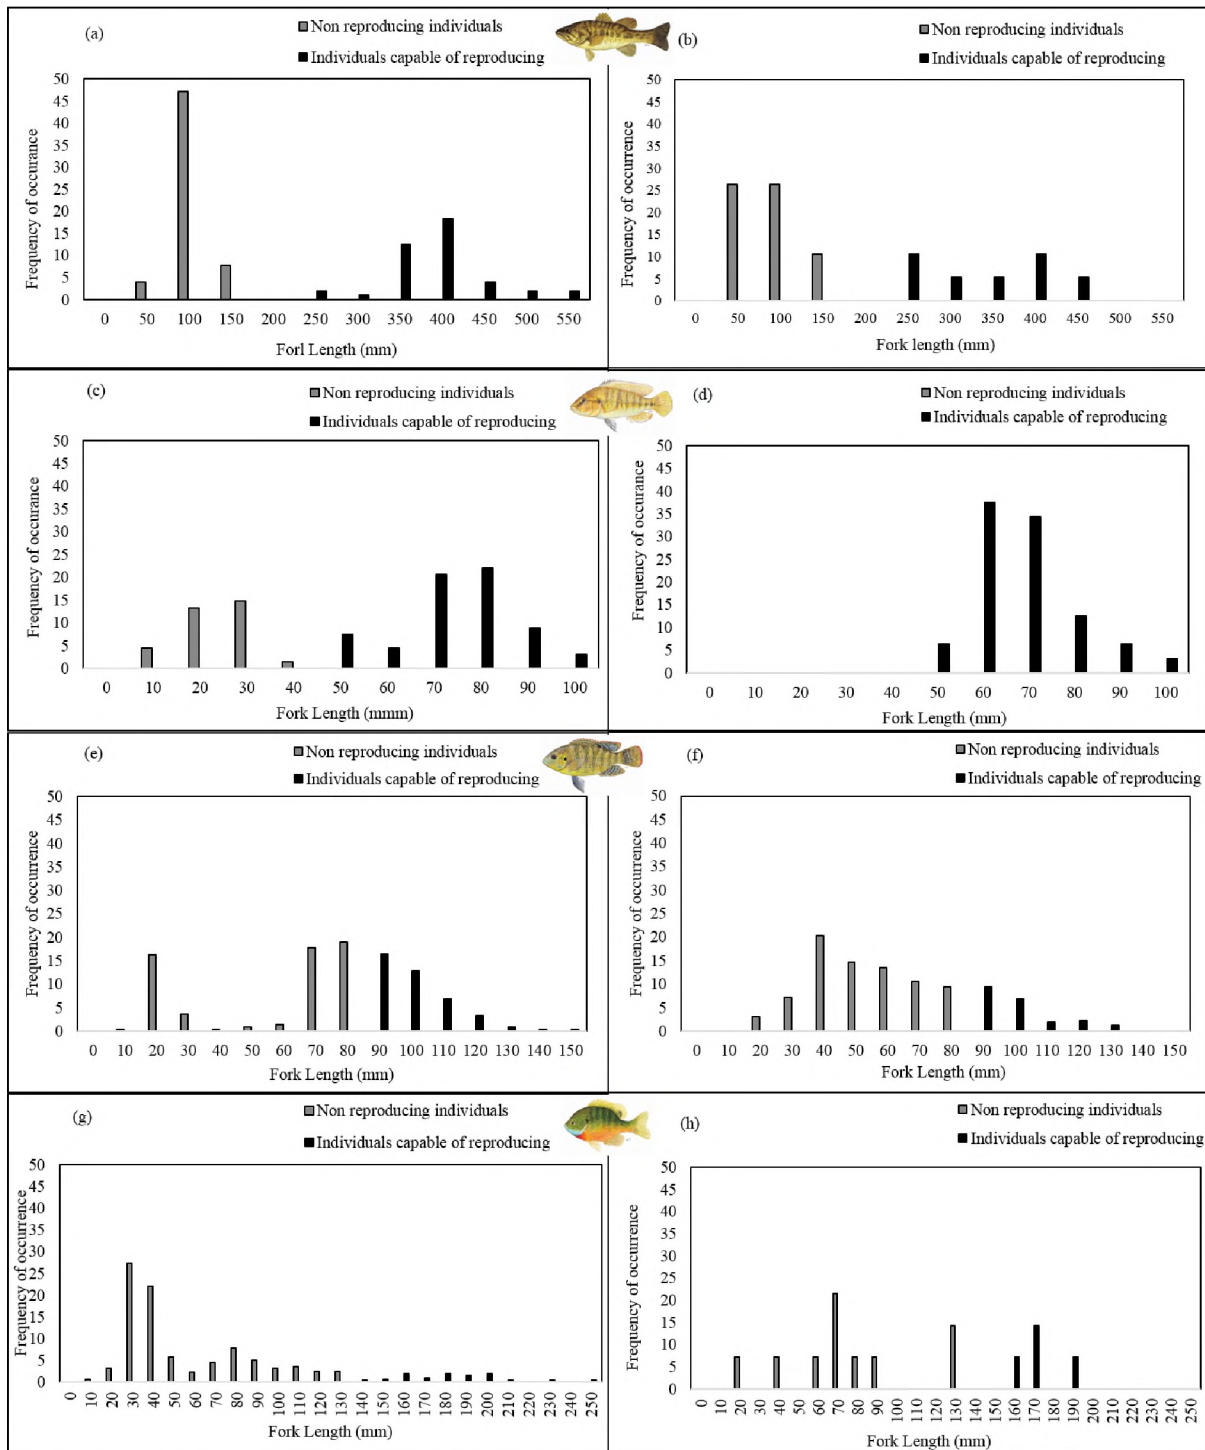 (a)
Non reproducing individuals
Individuals capable of reproducing
Frequency of occurance
50
45
40
35
30
25
20
15
10
5
0
0 50 100 150 200 250 300 350 400 450 500 550
Forl Length (mm)
(b)
Non reproducing individuals
Individuals capable of reproducing
Frequency of occurrence
50
45
40
35
30
25
20
15
10
5
0
0 50 100 150 200 250 300 350 400 450 500 550
Fork length (mm)
(c)
Non reproducing individuals
Individuals capable of reproducing
Frequency of occurance
50
45
40
35
30
25
20
15
10
5
0
0 10 20 30 40 50 60 70 80 90 100
Fork Length (mmm)
(d)
Non reproducing individuals
Individuals capable of reproducing
Frequency of occurance
50
45
40
35
30
25
20
15
10
5
0
0 10 20 30 40 50 60 70 80 90 100
Fork Length (mm)
(e)
Non reproducing individuals
Individuals capable of reproducing
Frequency of occurrence
50
45
40
35
30
25
20
15
10
5
0
0 10 20 30 40 50 60 70 80 90 100 110 120 130 140 150
Fork Length (mm)
(f)
Non reproducing individuals
Individuals capable of reproducing
Frequency of occurrence
50
45
40
35
30
25
20
15
10
5
0
0 10 20 30 40 50 60 70 80 90 100 110 120 130 140 150
Fork Length (mm)
(g)
Non reproducing individuals
Individuals capable of reproducing
Frequency of occurrence
50
45
40
35
30
25
20
15
10
5
0
0 10 20 30 40 50 60 70 80 90 100 110 120 130 140 150 160 170 180 190 200 210 220 230 240 250
Fork Length (mm)
(h)
Non reproducing individuals
Individuals capable of reproducing
Frequency of occurrence
50
45
40
35
30
25
20
15
10
5
0
0 10 20 30 40 50 60 70 80 90 100 110 120 130 140 150 160 170 180 190 200 210 220 230 240 250
Fork Length (mm)